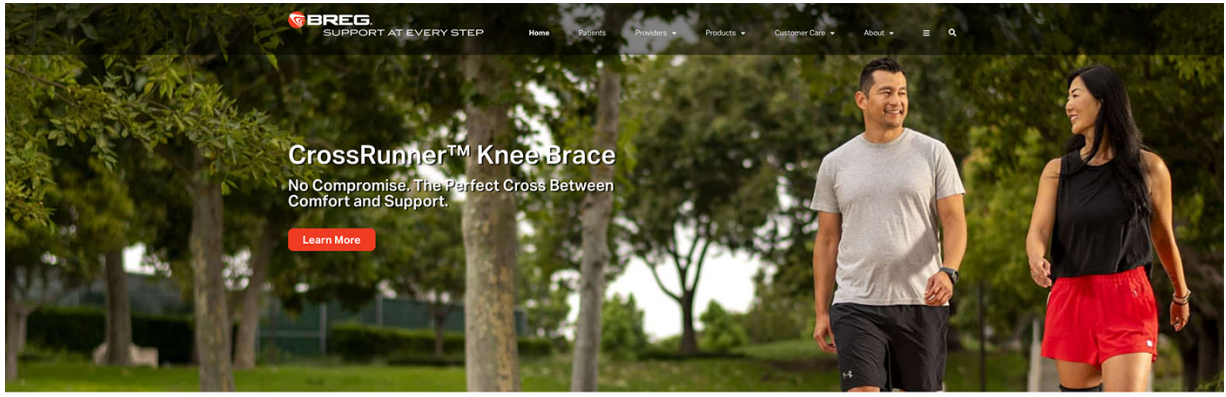 BREG.
SUPPORT AT EVERY STEP
Home Patients Providers Products Customer Care About
CrossRunner™ Knee Brace
No Compromise. The Perfect Cross Between
Comfort and Support.
Learn More